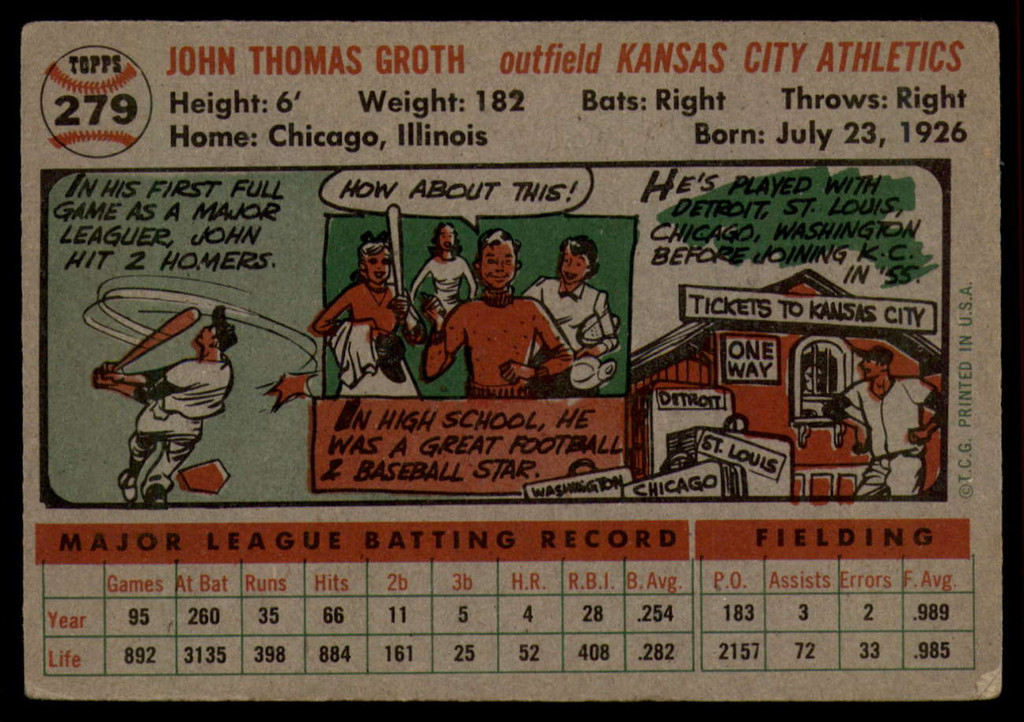 TOPPS
279
JOHN THOMAS GROTH outfield KANSAS CITY ATHLETICS
Height: 6' Weight: 182 Bats: Right Throws: Right
Home: Chicago, Illinois Born: July 23, 1926
IN HIS FIRST FULL
GAME AS A MAJOR
LEAGUER, JOHN
HIT 2 HOMERS.
HOW ABOUT THIS!
IN HIGH SCHOOL, HE
WAS A GREAT FOOTBALL
& BASEBALL STAR.
HE'S PLAYED WITH
DETROIT, ST. LOUIS,
CHICAGO, WASHINGTON
BEFORE JOINING K.C.
IN '55.
TICKETS TO KANSAS CITY
ONE
WAY
DETROIT
ST. LOUIS
WASHINGTON
CHICAGO
© T.C.G. PRINTED IN U.S.A.
MAJOR LEAGUE BATTING RECORD FIELDING
Games At Bat Runs Hits 2b 3b H.R. R.B.I. B. Avg. P.O. Assists Errors F. Avg.
Year 95 260 35 66 11 5 4 28 .254 183 3 2 .989
Life 892 3135 398 884 161 25 52 408 .282 2157 72 33 .985